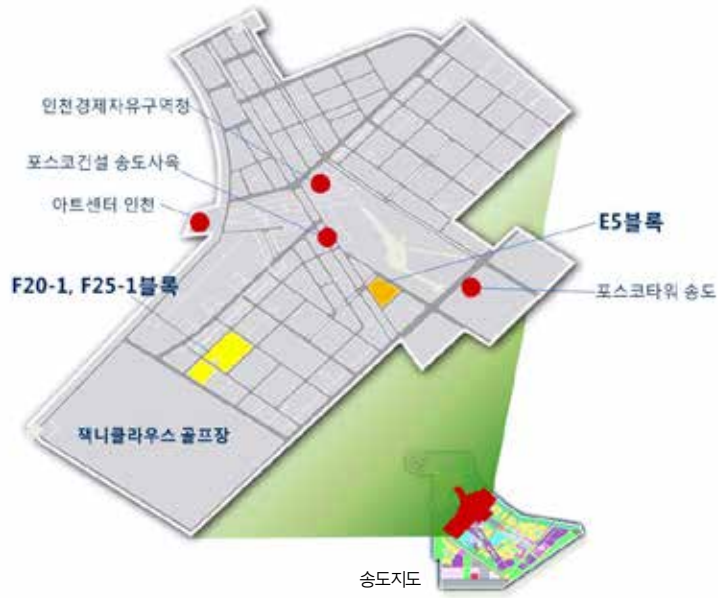 인천경제자유구역청
포스코건설 송도사옥
아트센터 인천
E5블록
F20-1, F25-1블록
포스코타워 송도
잭니클라우스 골프장
송도지도